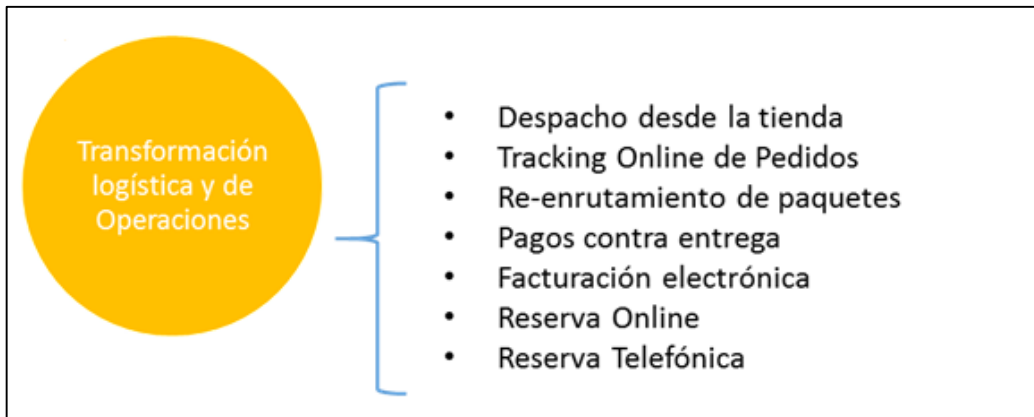 Transformación
logística y de
Operaciones
• Despacho desde la tienda
• Tracking Online de Pedidos
• Re-enrutamiento de paquetes
• Pagos contra entrega
• Facturación electrónica
• Reserva Online
• Reserva Telefónica